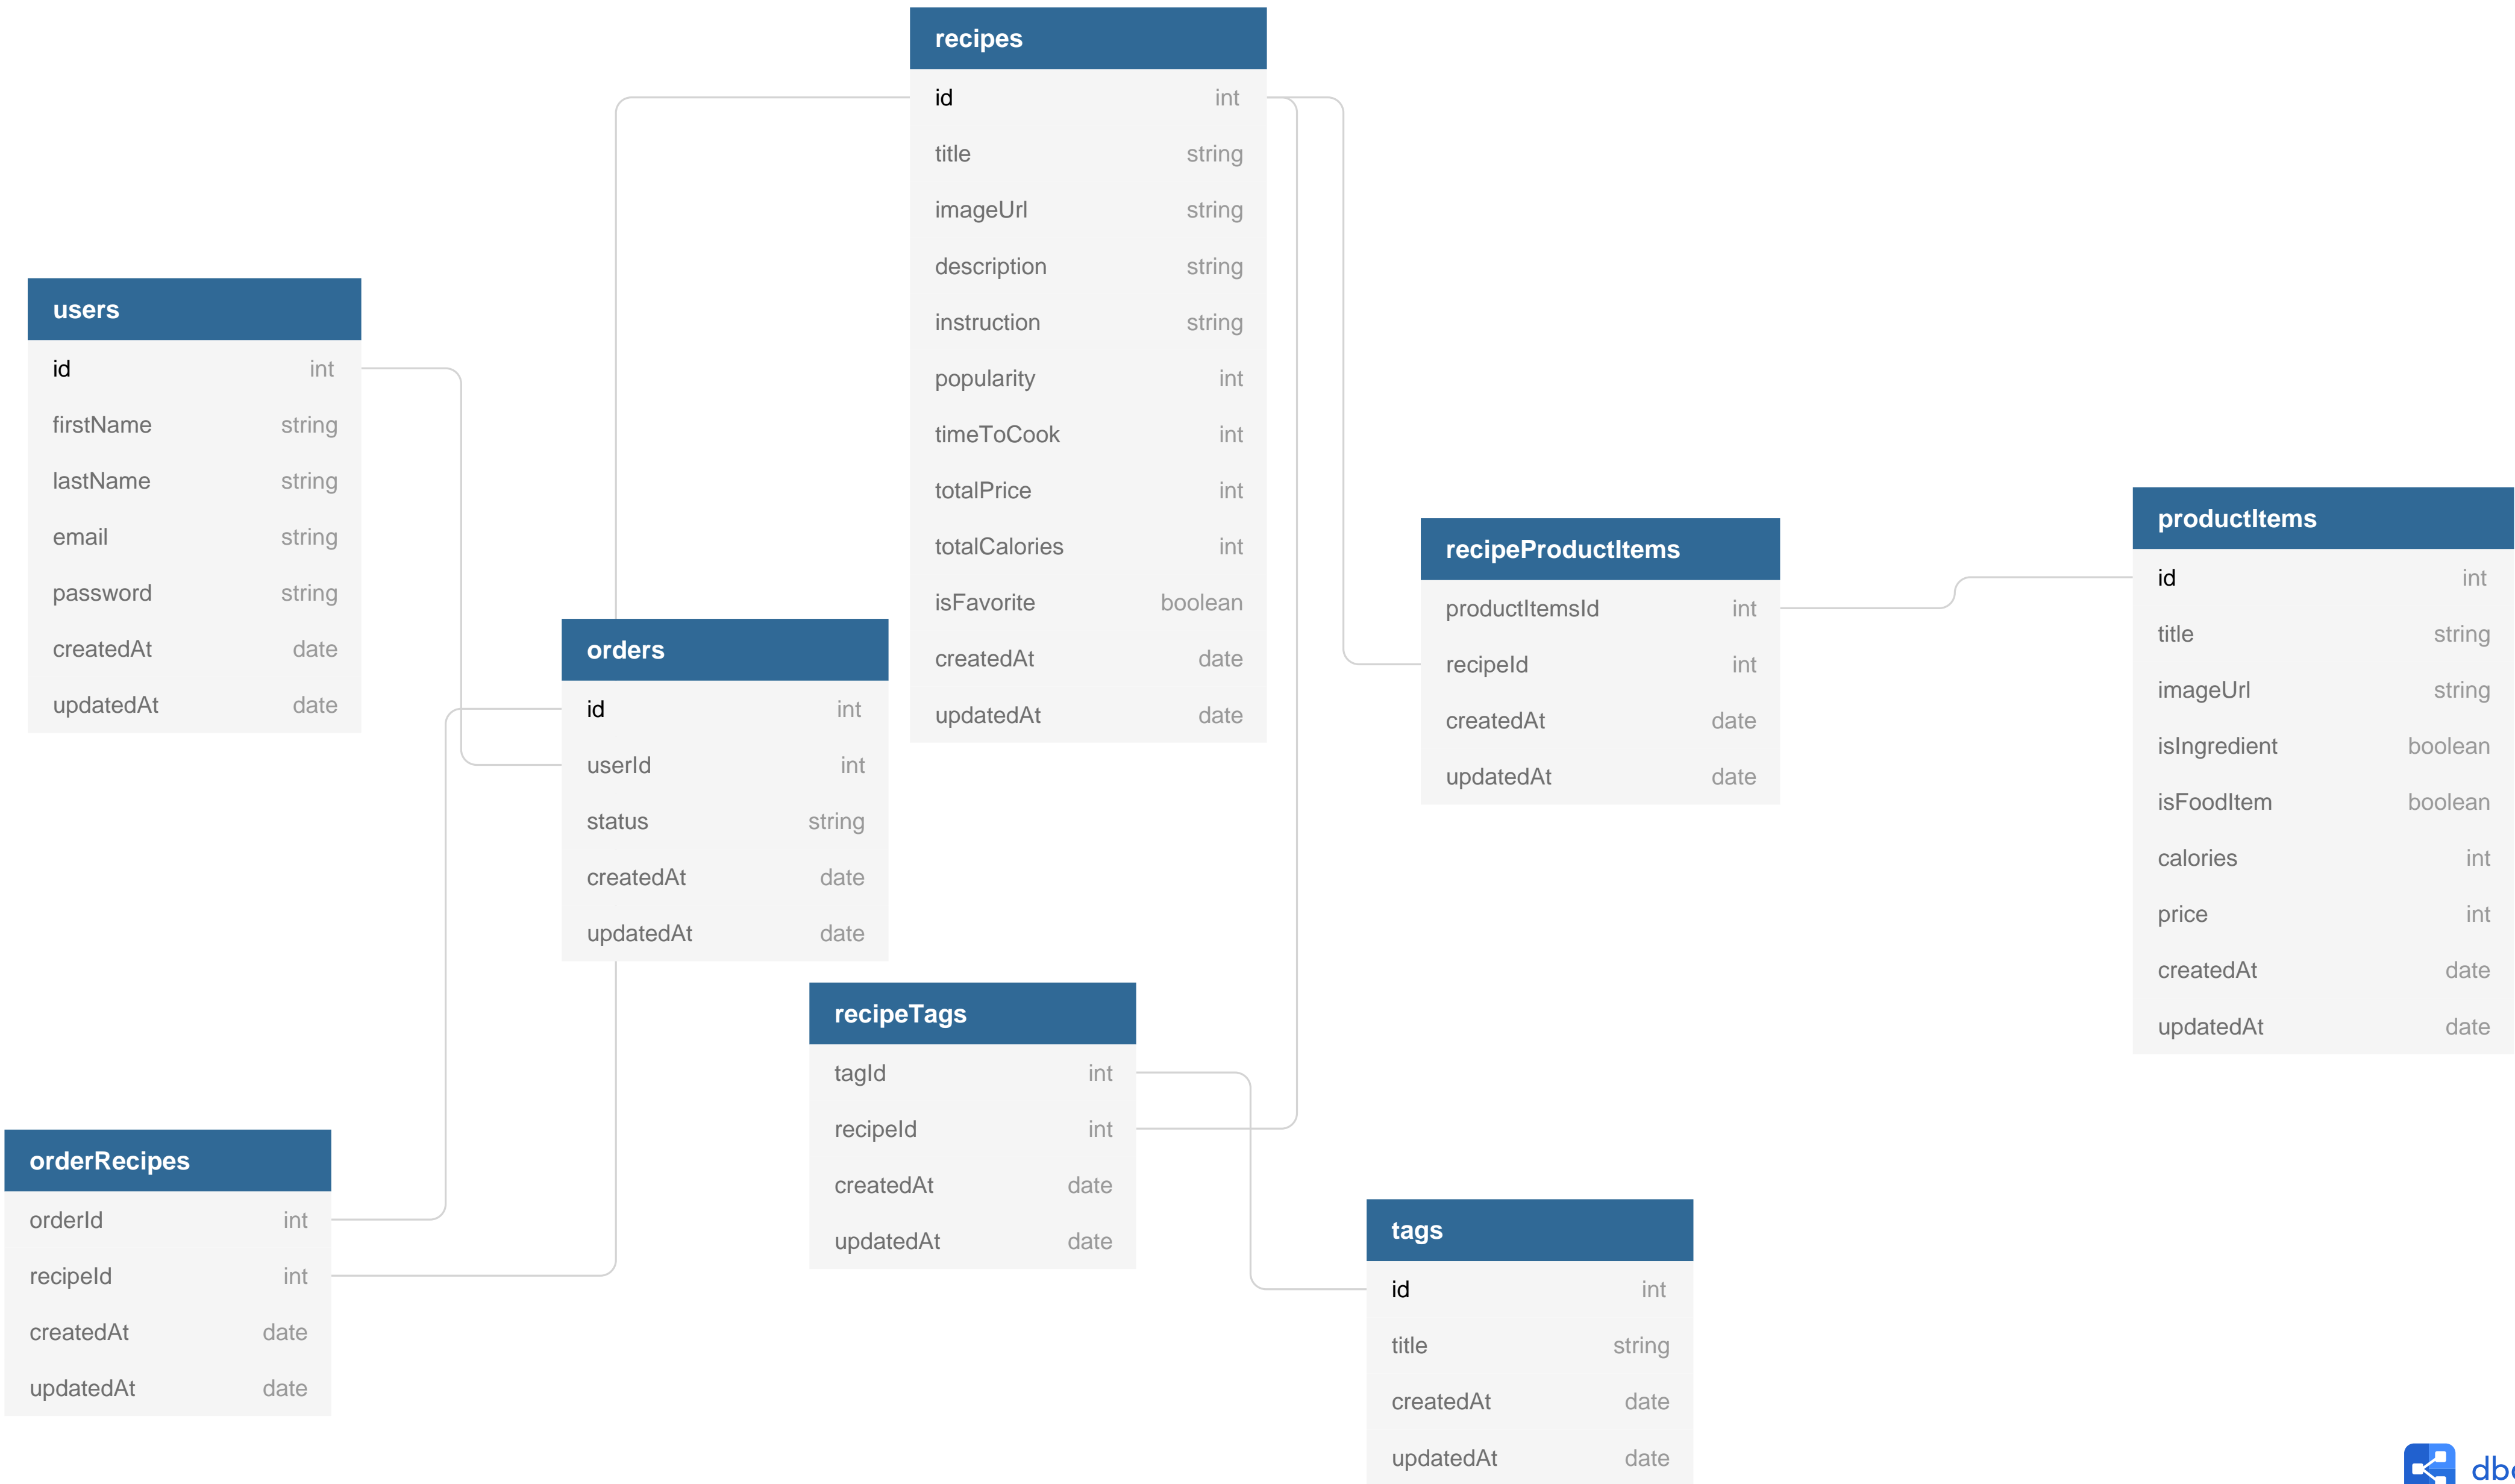 recipes
id int
title string
imageUrl string
description string
instruction string
popularity int
timeToCook int
totalPrice int
totalCalories int
isFavorite boolean
createdAt date
updatedAt date
users
id int
firstName string
lastName string
email string
password string
createdAt date
updatedAt date
orders
id int
userId int
status string
createdAt date
updatedAt date
recipeProductItems
productItemsId int
recipeId int
createdAt date
updatedAt date
productItems
id int
title string
imageUrl string
isIngredient boolean
isFoodItem boolean
calories int
price int
createdAt date
updatedAt date
recipeTags
tagId int
recipeId int
createdAt date
updatedAt date
orderRecipes
orderId int
recipeId int
createdAt date
updatedAt date
tags
id int
title string
createdAt date
updatedAt date